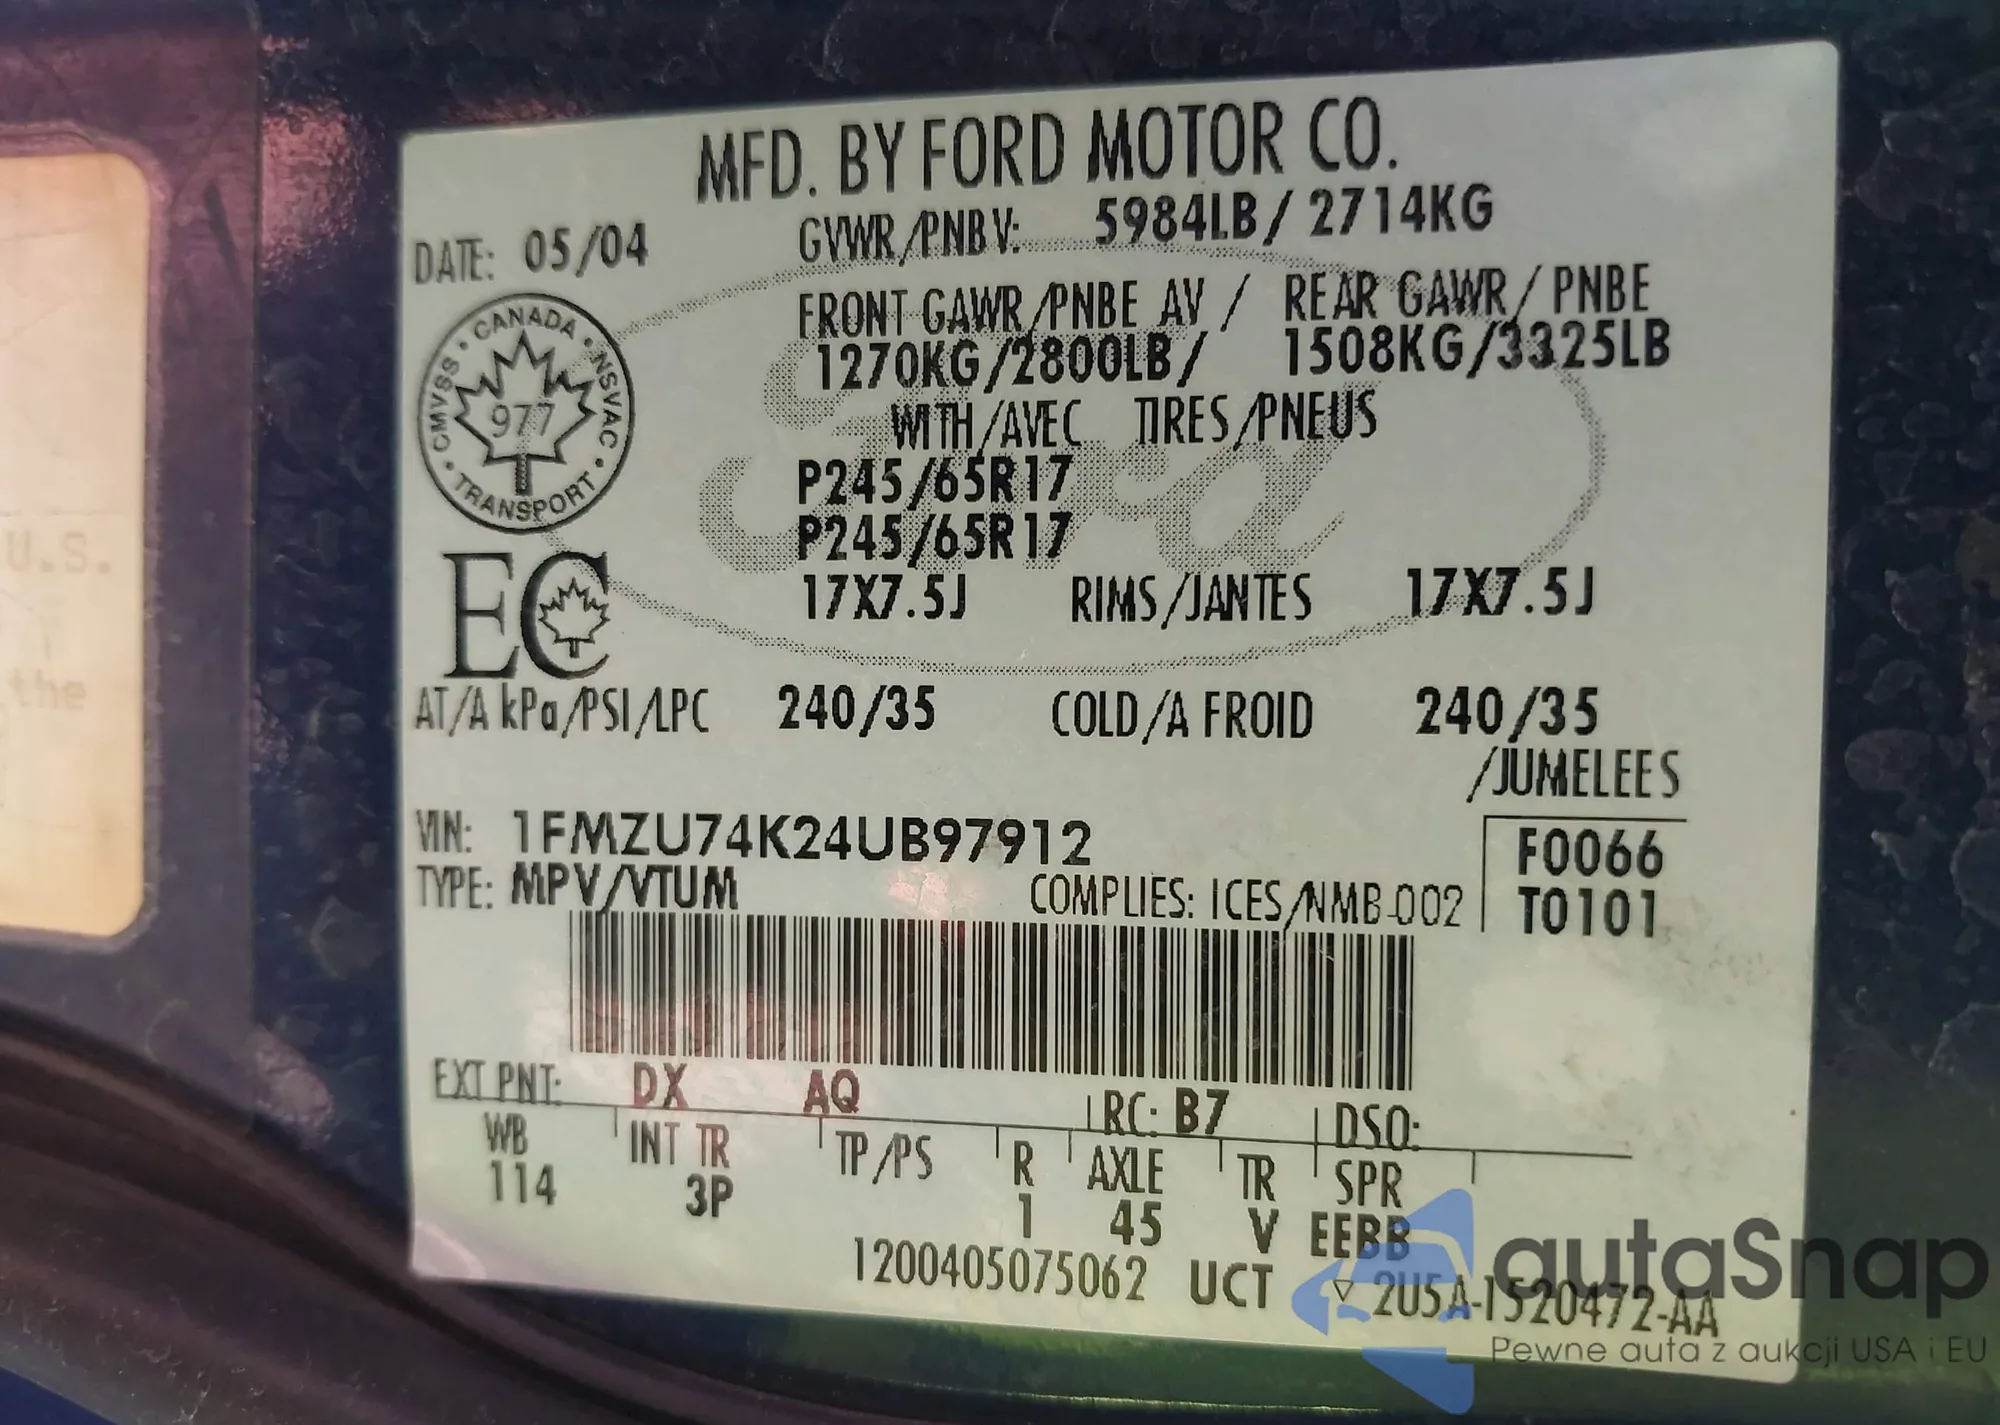 MFD. BY FORD MOTOR CO.
DATE: 05/04
GVWR/PNBV: 5984LB/2714KG
FRONT GAWR/PNBE AV / REAR GAWR/PNBE
1270KG/2800LB/ 1508KG/3325LB
WITH/AVEC TIRES/PNEUS
P245/65R17
P245/65R17
17X7.5J RIMS/JANTES 17X7.5J
CANADA · NSVAC · TRANSPORT · CMVSS ·
977
EC
AT/A kPa/PSI/LPC 240/35 COLD/A FROID 240/35
/JUMELEES
VIN: 1FMZU74K24UB97912
F0066
TYPE: MPV/VTUM
COMPLIES: ICES/NMB-002
T0101
EXT PNT: DX AQ
RC: B7 DSO:
WB INT TR TP/PS R AXLE TR SPR
114 3P 1 45 V EEBB
1200405075062 UCT
▽ 2U5A-1520472-AA
U.S.
the
autaSnap
Pewne auta z aukcji USA i EU